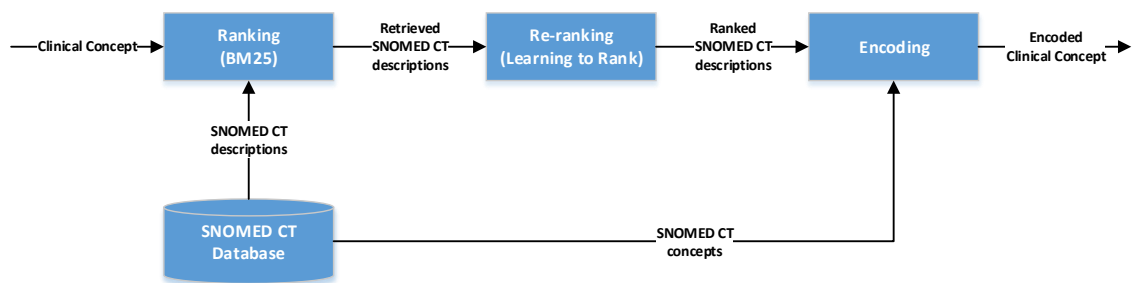 Clinical Concept
Ranking
(BM25)
Retrieved
SNOMED CT
descriptions
Re-ranking
(Learning to Rank)
Ranked
SNOMED CT
descriptions
Encoding
Encoded
Clinical Concept
SNOMED CT
descriptions
SNOMED CT
Database
SNOMED CT
concepts